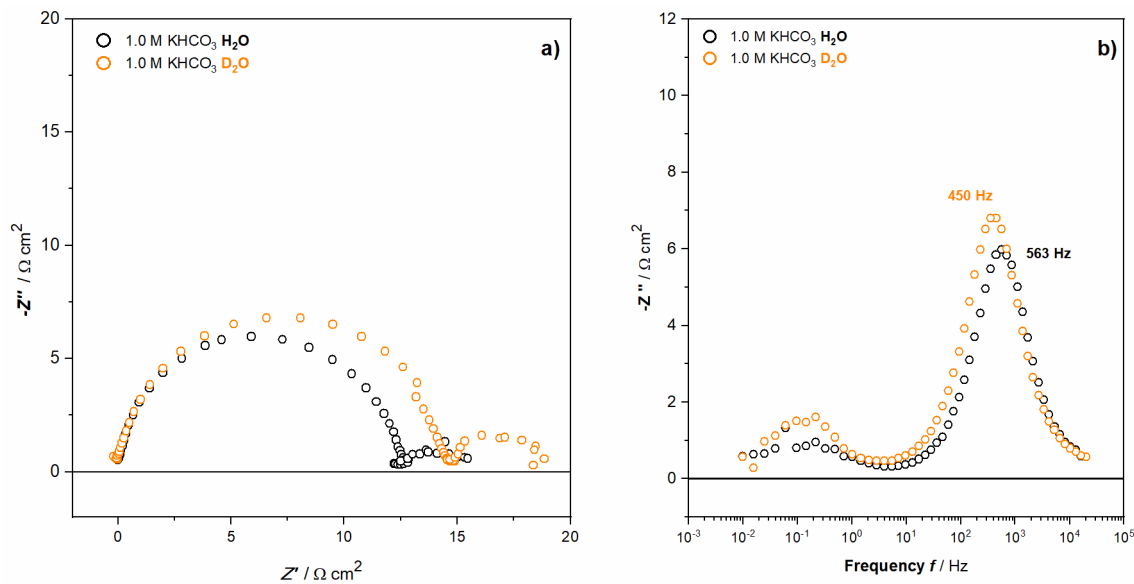 20
15
10
5
0
0
5
10
15
20
-Z'' / Ω cm²
Z' / Ω cm²
1.0 M KHCO₃ H₂O
1.0 M KHCO₃ D₂O
a)
12
10
8
6
4
2
0
10⁻³
10⁻²
10⁻¹
10⁰
10¹
10²
10³
10⁴
10⁵
-Z'' / Ω cm²
Frequency f / Hz
1.0 M KHCO₃ H₂O
1.0 M KHCO₃ D₂O
b)
450 Hz
563 Hz